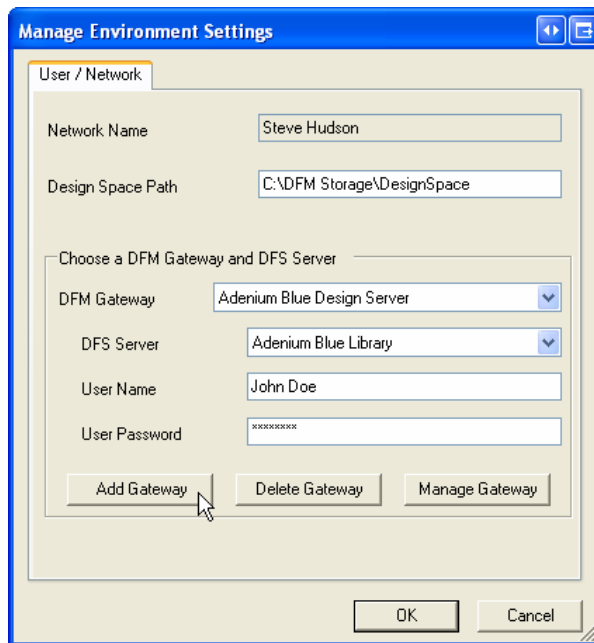 Manage Environment Settings
User / Network
Network Name Steve Hudson
Design Space Path C:\DFM Storage\DesignSpace
Choose a DFM Gateway and DFS Server
DFM Gateway Adenium Blue Design Server
DFS Server Adenium Blue Library
User Name John Doe
User Password ********
Add Gateway Delete Gateway Manage Gateway
OK Cancel